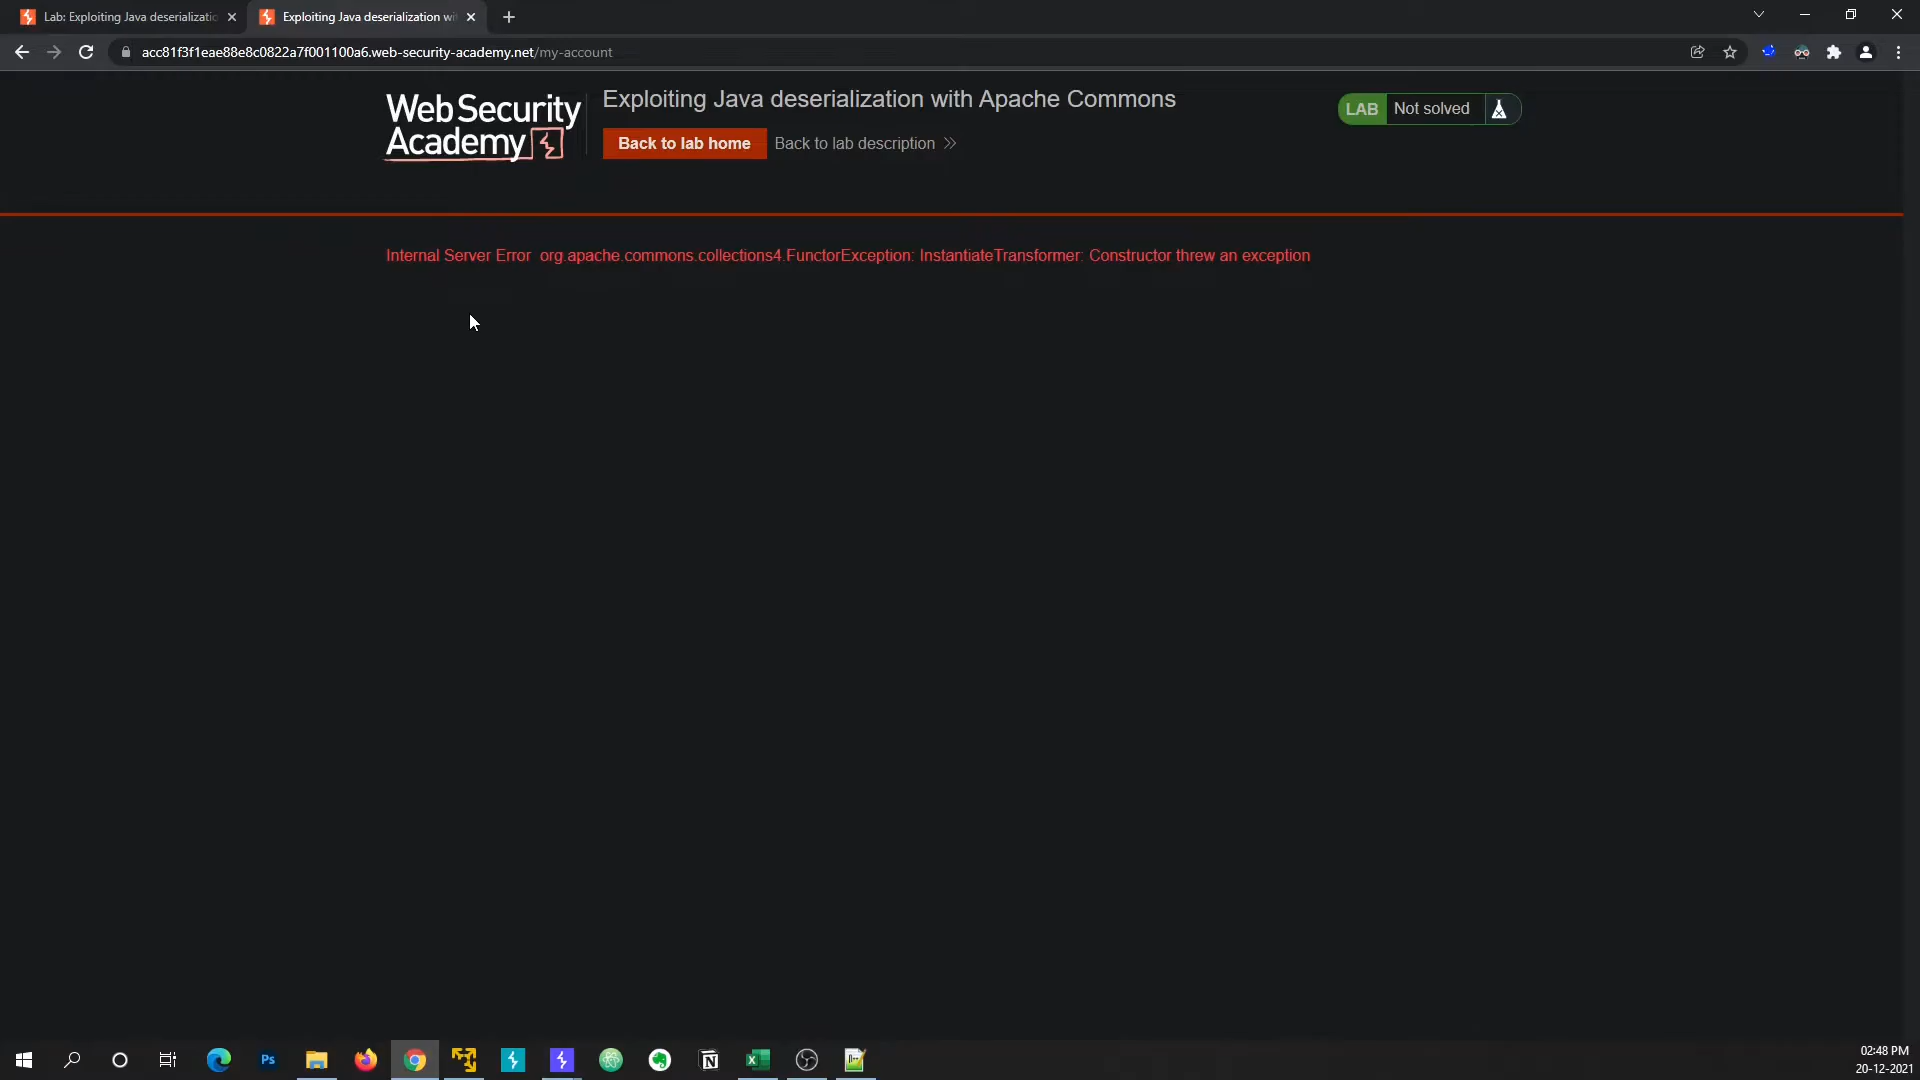 Lab: Exploiting Java deserializatio
Exploiting Java deserialization wi
acc81f3f1eae88e8c0822a7f001100a6.web-security-academy.net/my-account
WebSecurity
Academy
Exploiting Java deserialization with Apache Commons
Back to lab home
Back to lab description
LAB
Not solved
Internal Server Error org.apache.commons.collections4.FunctorException: InstantiateTransformer: Constructor threw an exception
Ps
N
X
02:48 PM
20-12-2021